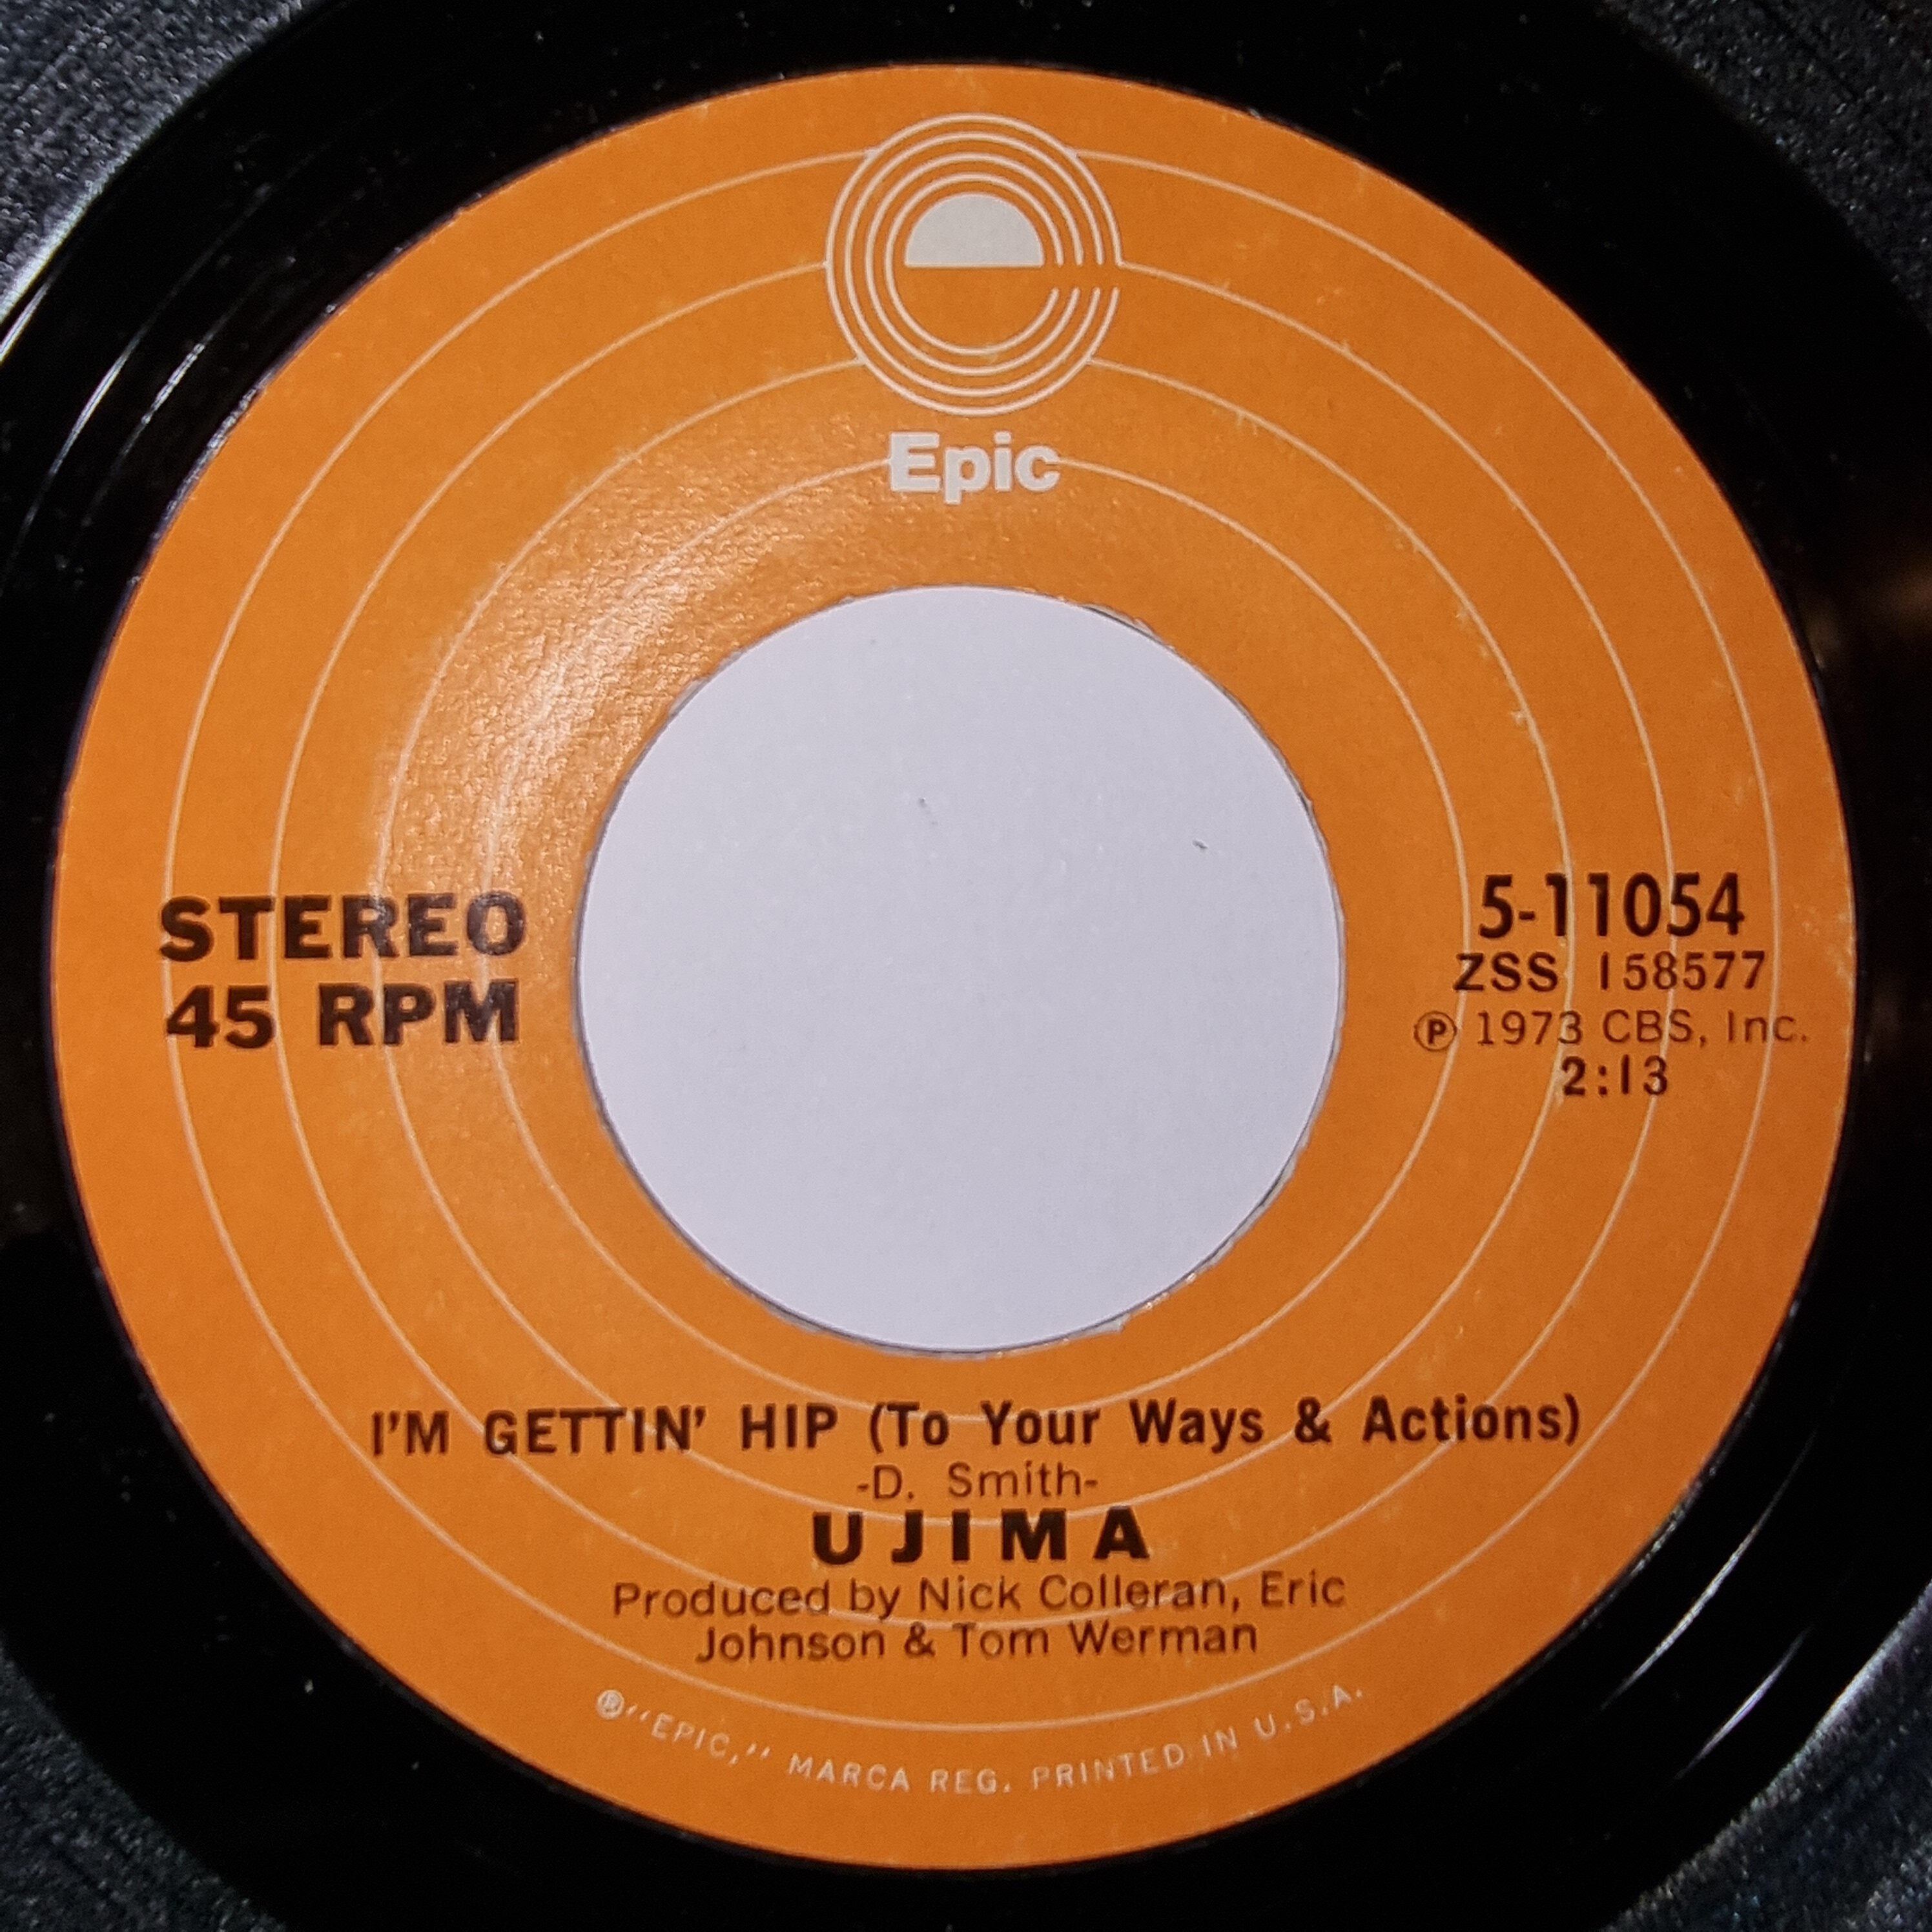 Epic
STEREO
45 RPM
5-11054
ZSS 158577
Ⓟ 1973 CBS, Inc.
2:13
I'M GETTIN' HIP (To Your Ways & Actions)
-D. Smith-
UJIMA
Produced by Nick Colleran, Eric
Johnson & Tom Werman
®"EPIC," MARCA REG. PRINTED IN U.S.A.